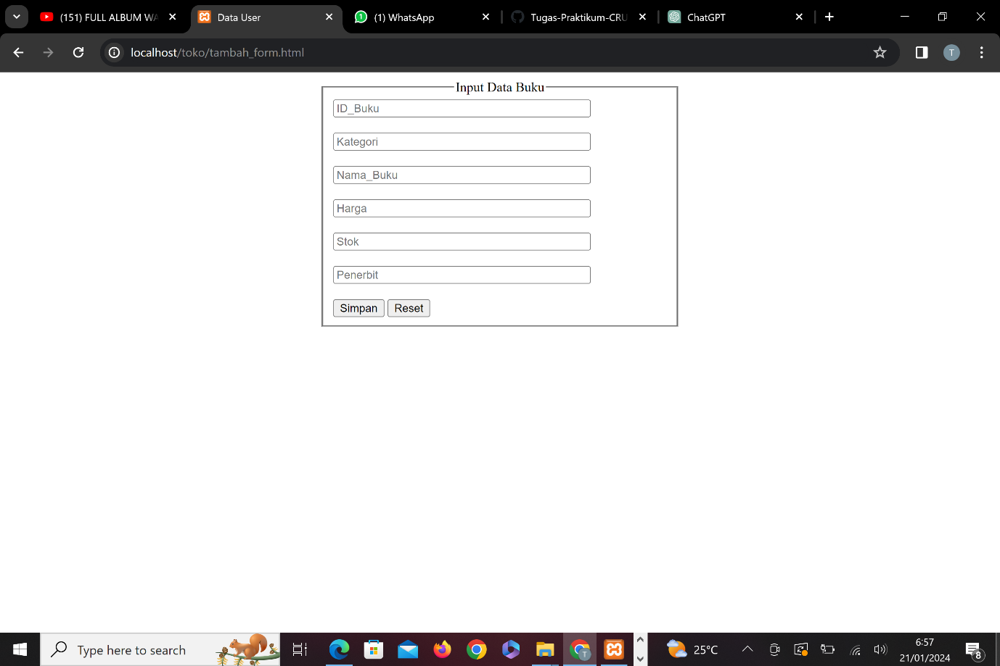 (151) FULL ALBUM WA
Data User
(1) WhatsApp
Tugas-Praktikum-CRU
ChatGPT
localhost/toko/tambah_form.html
T
Input Data Buku
ID_Buku
Kategori
Nama_Buku
Harga
Stok
Penerbit
Simpan Reset
Type here to search
T
25°C
6:57
21/01/2024
8